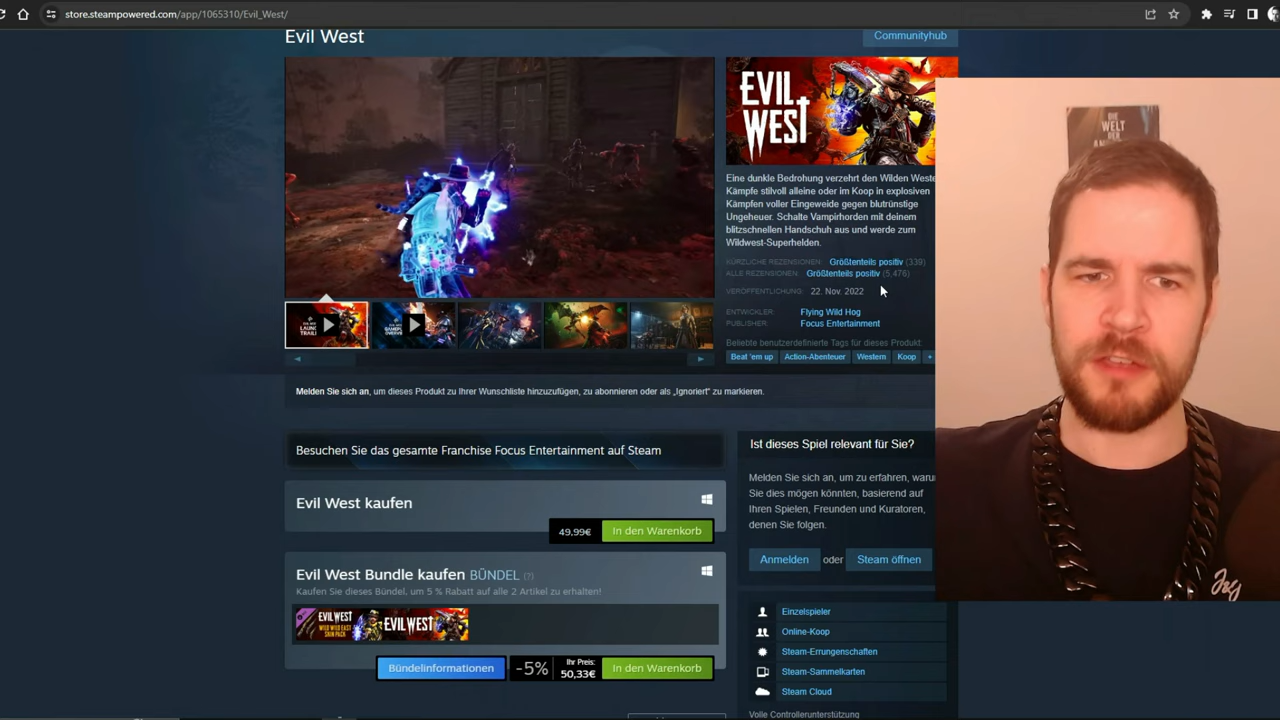 store.steampowered.com/app/1065310/Evil_West/
Evil West
Communityhub
EVIL
WEST
Eine dunkle Bedrohung verzehrt den Wilden Weste
Kämpfe stilvoll alleine oder im Koop in explosiven
Kämpfen voller Eingeweide gegen blutrünstige
Ungeheuer. Schalte Vampirhorden mit deinem
blitzschnellen Handschuh aus und werde zum
Wildwest-Superhelden.
KÜRZLICHE REZENSIONEN: Größtenteils positiv (339)
ALLE REZENSIONEN: Größtenteils positiv (5,476)
VERÖFFENTLICHUNG: 22. Nov. 2022
ENTWICKLER: Flying Wild Hog
PUBLISHER: Focus Entertainment
Beliebte benutzerdefinierte Tags für dieses Produkt:
Beat 'em up Action-Abenteuer Western Koop +
Melden Sie sich an, um dieses Produkt zu Ihrer Wunschliste hinzuzufügen, zu abonnieren oder als „Ignoriert" zu markieren.
Besuchen Sie das gesamte Franchise Focus Entertainment auf Steam
Evil West kaufen
49,99€ In den Warenkorb
Evil West Bundle kaufen BÜNDEL (?)
Kaufen Sie dieses Bündel, um 5 % Rabatt auf alle 2 Artikel zu erhalten!
EVIL WEST
EVIL WEST
Bündelinformationen -5% Ihr Preis: 50,33€ In den Warenkorb
Ist dieses Spiel relevant für Sie?
Melden Sie sich an, um zu erfahren, waru
Sie dies mögen könnten, basierend auf
Ihren Spielen, Freunden und Kuratoren,
denen Sie folgen.
Anmelden oder Steam öffnen
Einzelspieler
Online-Koop
Steam-Errungenschaften
Steam-Sammelkarten
Steam Cloud
Volle Controllerunterstützung
DIE
WELT
DER